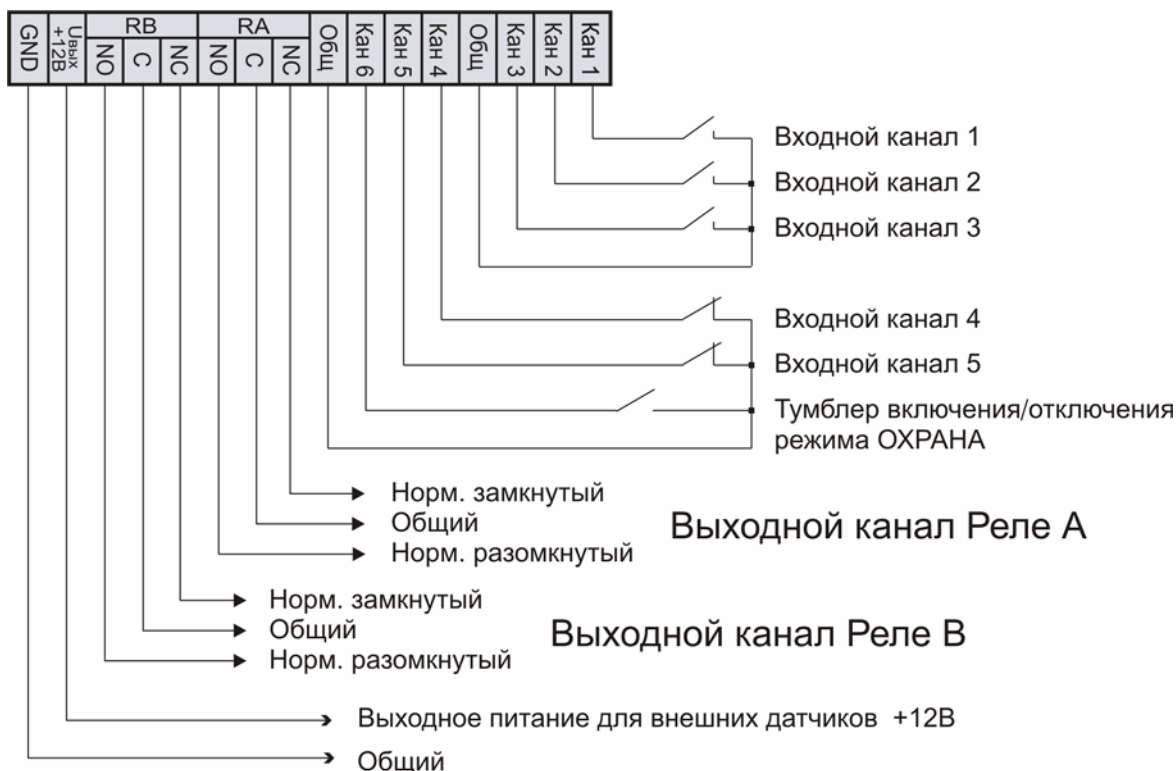 GND
Uвых
+12В
RB
NO
C
NC
RA
NO
C
NC
Общ
Кан 6
Кан 5
Кан 4
Общ
Кан 3
Кан 2
Кан 1
Входной канал 1
Входной канал 2
Входной канал 3
Входной канал 4
Входной канал 5
Тумблер включения/отключения
режима ОХРАНА
Норм. замкнутый
Общий
Норм. разомкнутый
Выходной канал Реле А
Норм. замкнутый
Общий
Норм. разомкнутый
Выходной канал Реле В
Выходное питание для внешних датчиков +12В
Общий